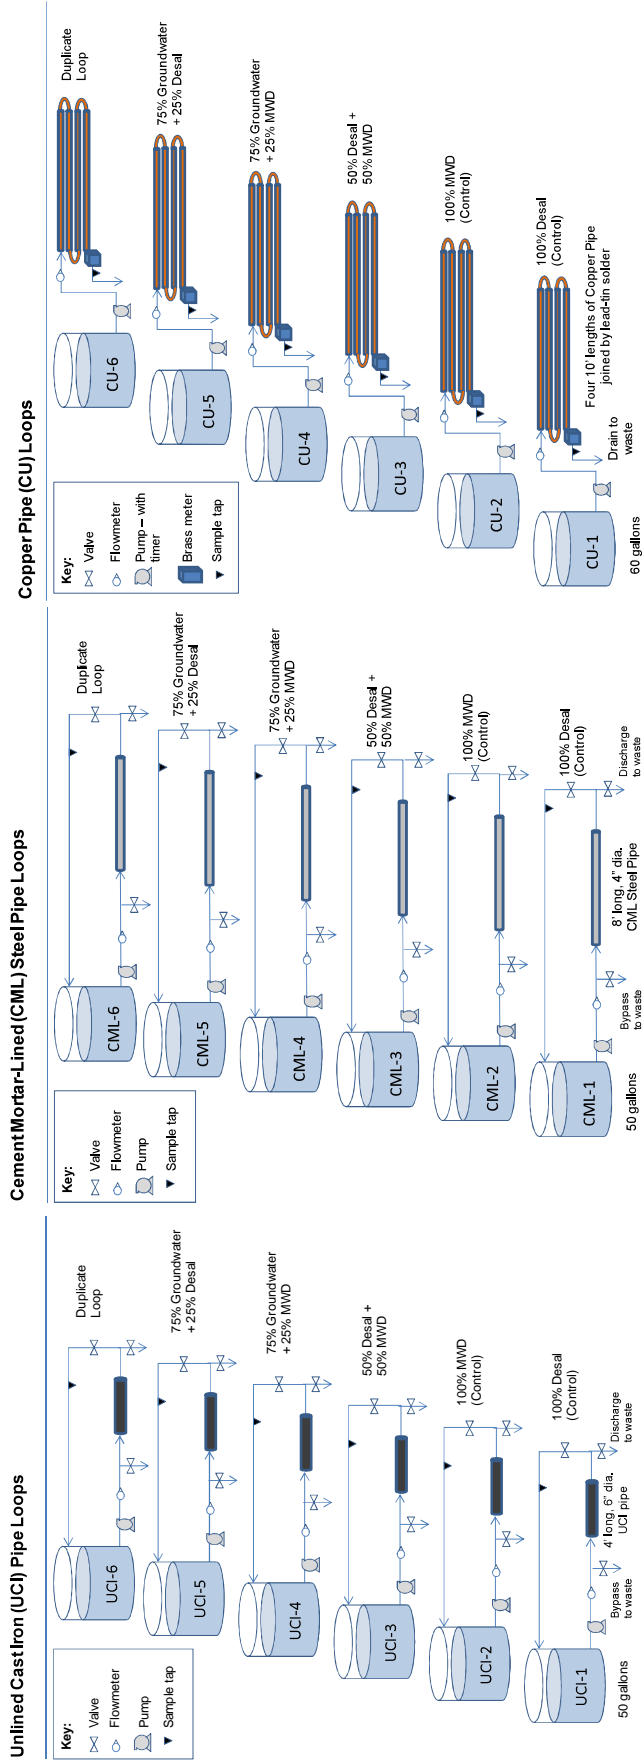 Unlined Cast Iron (UCI) Pipe Loops
Key:
Valve
Flowmeter
Pump
Sample tap
UCI-6
Duplicate
Loop
UCI-5
75% Groundwater
+ 25% Desal
UCI-4
75% Groundwater
+ 25% MWD
UCI-3
50% Desal +
50% MWD
UCI-2
100% MWD
(Control)
UCI-1
100% Desal
(Control)
50 gallons
Bypass
to waste
4' long, 6" dia.
UCI pipe
Discharge
to waste
Cement Mortar-Lined (CML) Steel Pipe Loops
Key:
Valve
Flowmeter
Pump
Sample tap
CML-6
Duplicate
Loop
CML-5
75% Groundwater
+ 25% Desal
CML-4
75% Groundwater
+ 25% MWD
CML-3
50% Desal +
50% MWD
CML-2
100% MWD
(Control)
CML-1
100% Desal
(Control)
50 gallons
Bypass
to waste
8' long, 4" dia.
CML Steel Pipe
Discharge
to waste
Copper Pipe (CU) Loops
Key:
Valve
Flowmeter
Pump – with
timer
Brass meter
Sample tap
CU-6
Duplicate
Loop
CU-5
75% Groundwater
+ 25% Desal
CU-4
75% Groundwater
+ 25% MWD
CU-3
50% Desal +
50% MWD
CU-2
100% MWD
(Control)
CU-1
100% Desal
(Control)
60 gallons
Drain to
waste
Four 10' lengths of Copper Pipe
joined by lead-tin solder